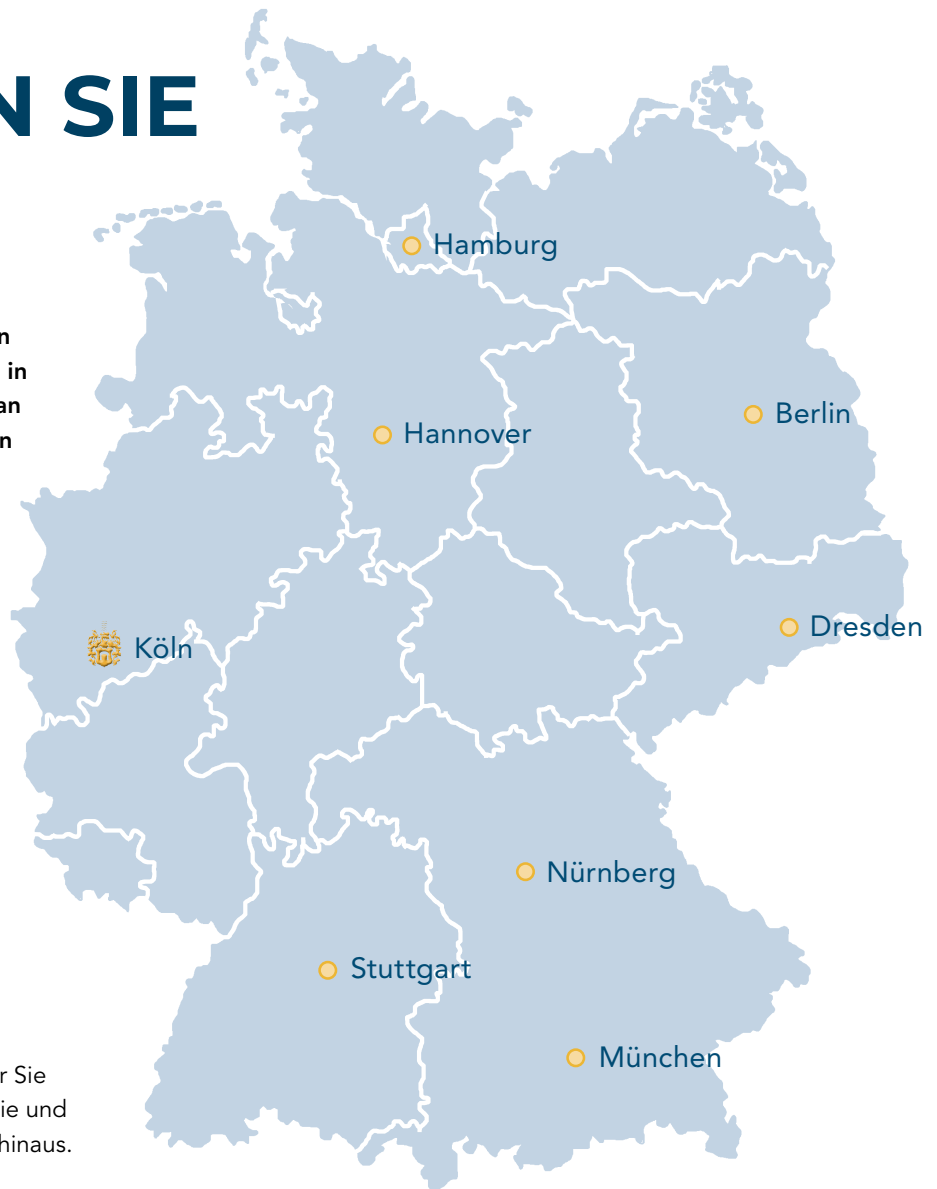 N SIE
Hamburg
n
in
an
n
Berlin
Hannover
Dresden
Köln
Nürnberg
Stuttgart
München
r Sie
ie und
hinaus.